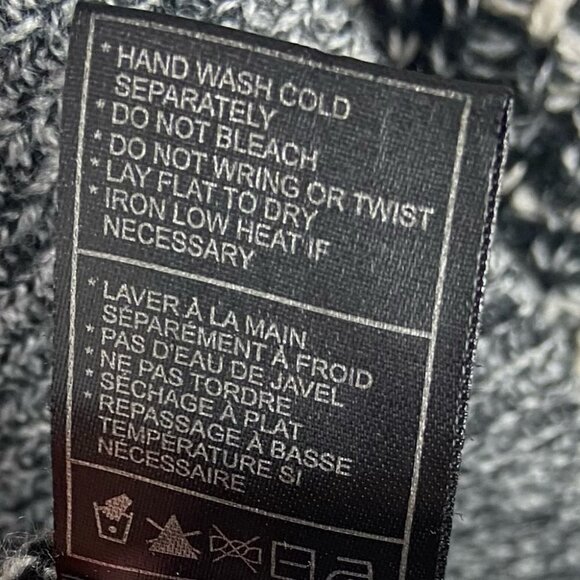 * HAND WASH COLD
SEPARATELY
* DO NOT BLEACH
* DO NOT WRING OR TWIST
* LAY FLAT TO DRY
* IRON LOW HEAT IF
NECESSARY
* LAVER À LA MAIN
SÉPARÉMENT À FROID
* PAS D'EAU DE JAVEL
* NE PAS TORDRE
* SÉCHAGE À PLAT
* REPASSAGE À BASSE
TEMPÉRATURE SI
NÉCESSAIRE